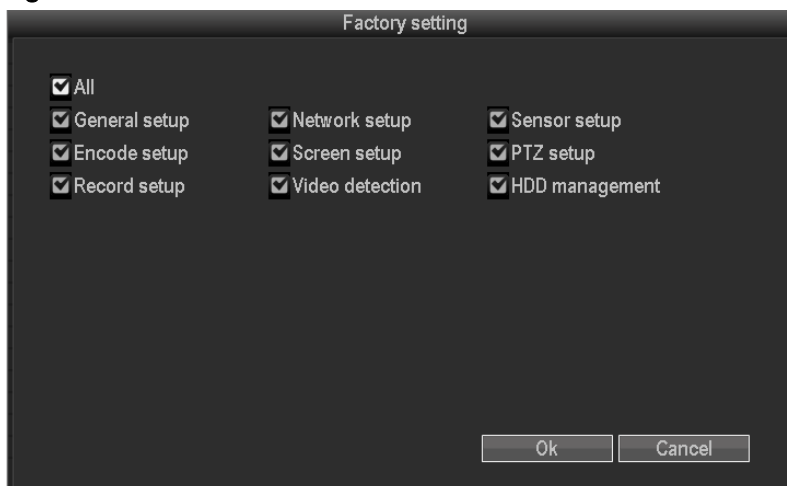 Factory setting
All
General setup Network setup Sensor setup
Encode setup Screen setup PTZ setup
Record setup Video detection HDD management
Ok Cancel